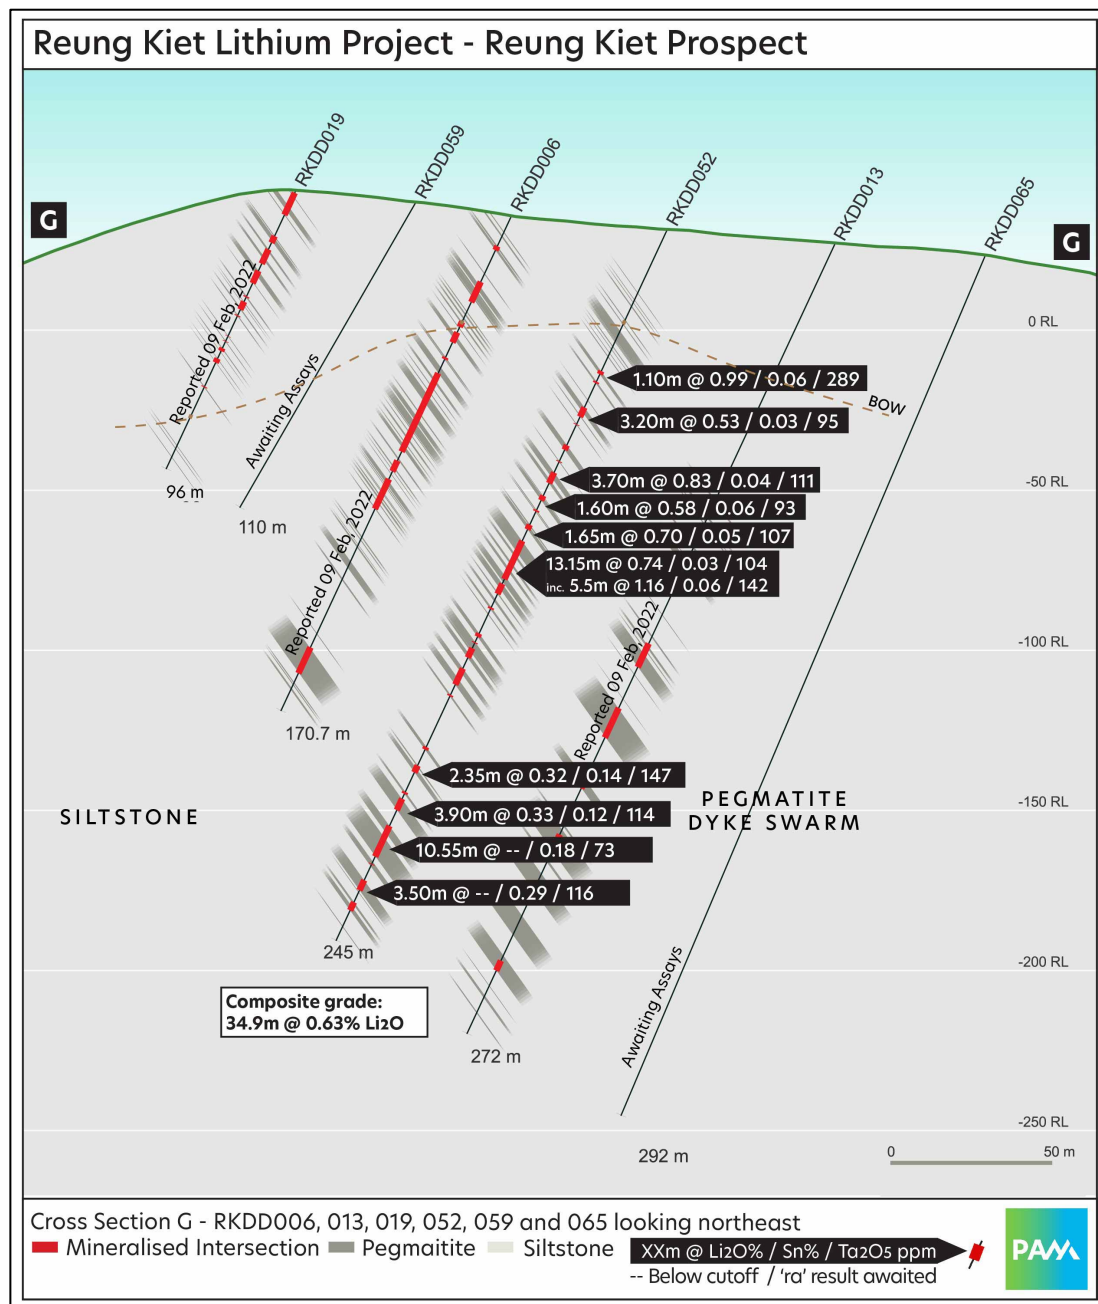 Reung Kiet Lithium Project - Reung Kiet Prospect
RKDD019
RKDD059
RKDD006
RKDD052
RKDD013
RKDD065
G
G
0 RL
Reported 09 Feb, 2022
1.10m @ 0.99 / 0.06 / 289
BOW
3.20m @ 0.53 / 0.03 / 95
Awaiting Assays
3.70m @ 0.83 / 0.04 / 111
-50 RL
96 m
1.60m @ 0.58 / 0.06 / 93
110 m
1.65m @ 0.70 / 0.05 / 107
13.15m @ 0.74 / 0.03 / 104
inc. 5.5m @ 1.16 / 0.06 / 142
Reported 09 Feb, 2022
-100 RL
Reported 09 Feb, 2022
170.7 m
2.35m @ 0.32 / 0.14 / 147
PEGMATITE
DYKE SWARM
-150 RL
SILTSTONE
3.90m @ 0.33 / 0.12 / 114
10.55m @ -- / 0.18 / 73
3.50m @ -- / 0.29 / 116
245 m
-200 RL
Composite grade:
34.9m @ 0.63% Li2O
Awaiting Assays
272 m
-250 RL
292 m
0 50 m
Cross Section G - RKDD006, 013, 019, 052, 059 and 065 looking northeast
Mineralised Intersection Pegmaitite Siltstone
XXm @ Li2O% / Sn% / Ta2O5 ppm
-- Below cutoff / 'ra' result awaited
PAM